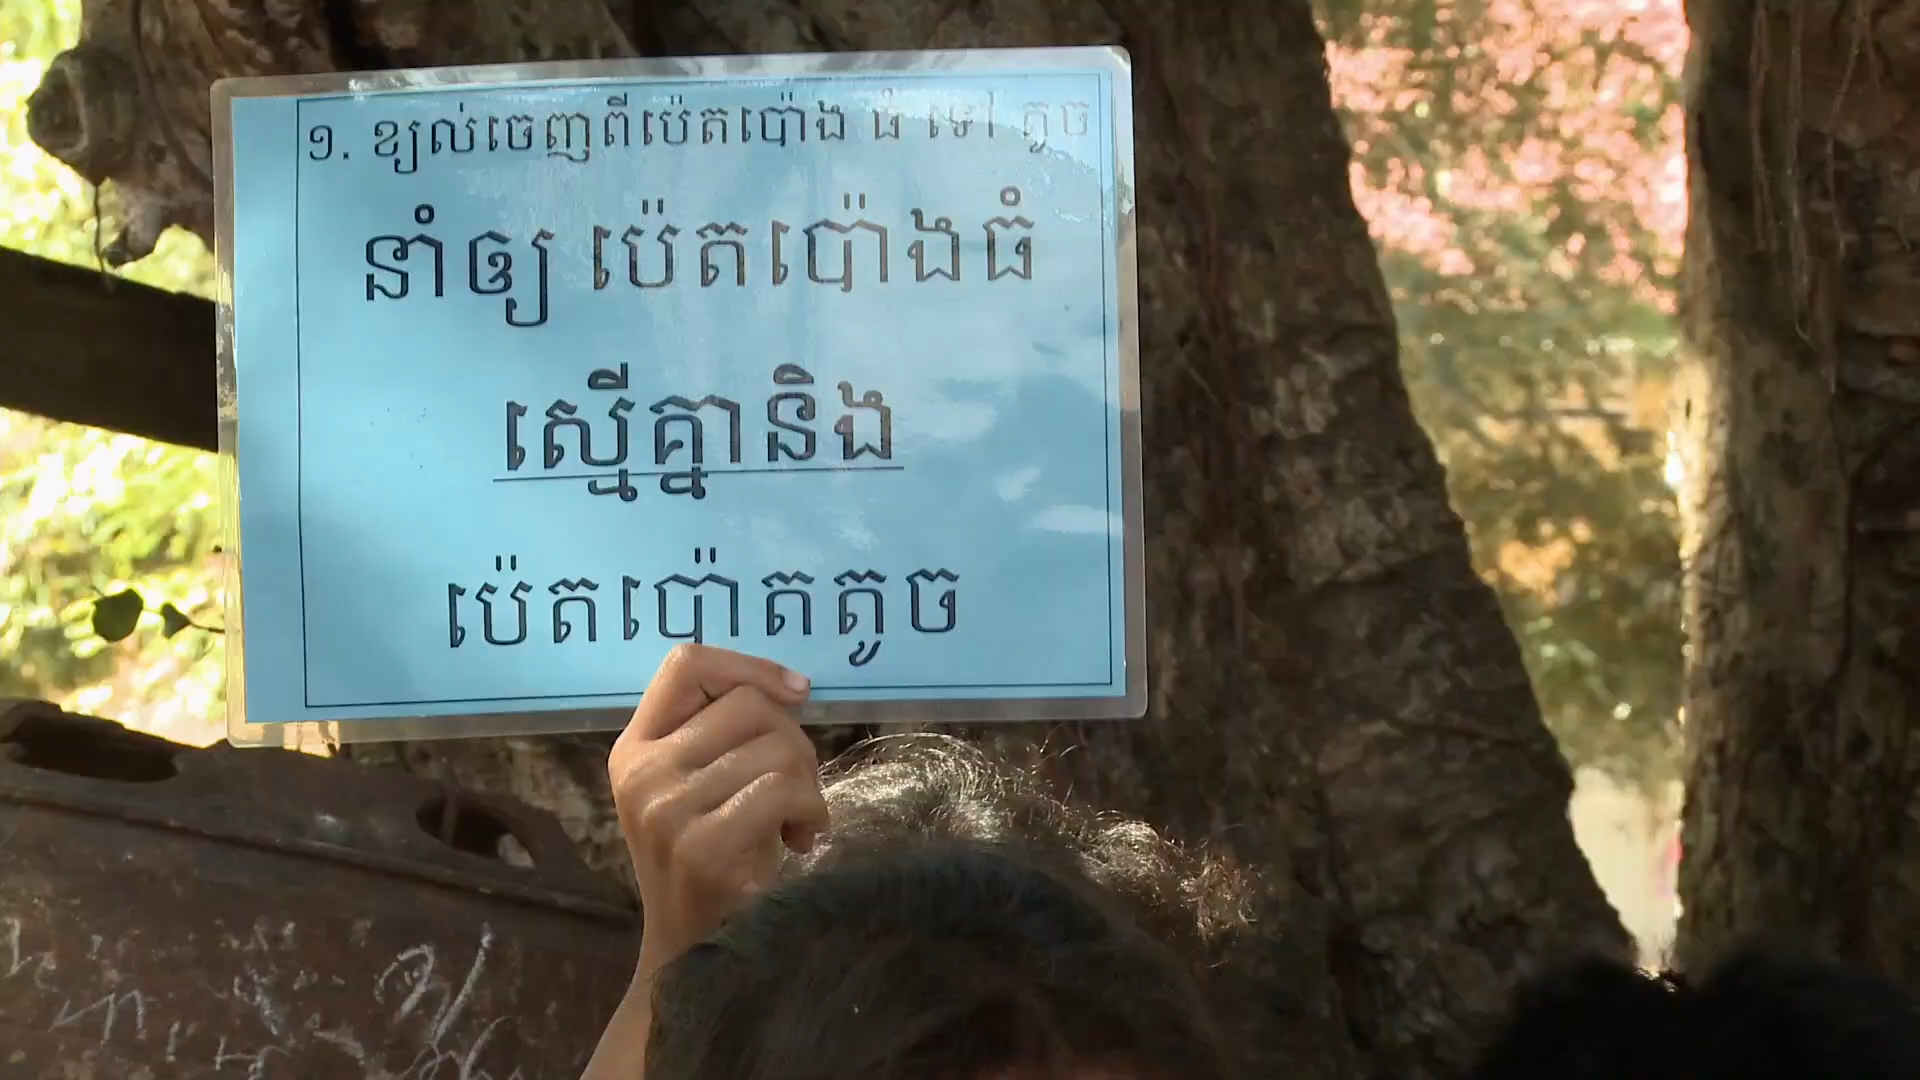 ១. ខ្យល់ចេញពីប៉េតប៉ោង ធំ ទៅ តូច
នាំឲ្យ ប៉េតប៉ោងធំ
ស្មើគ្នានិង
ប៉េតប៉ោតតូច